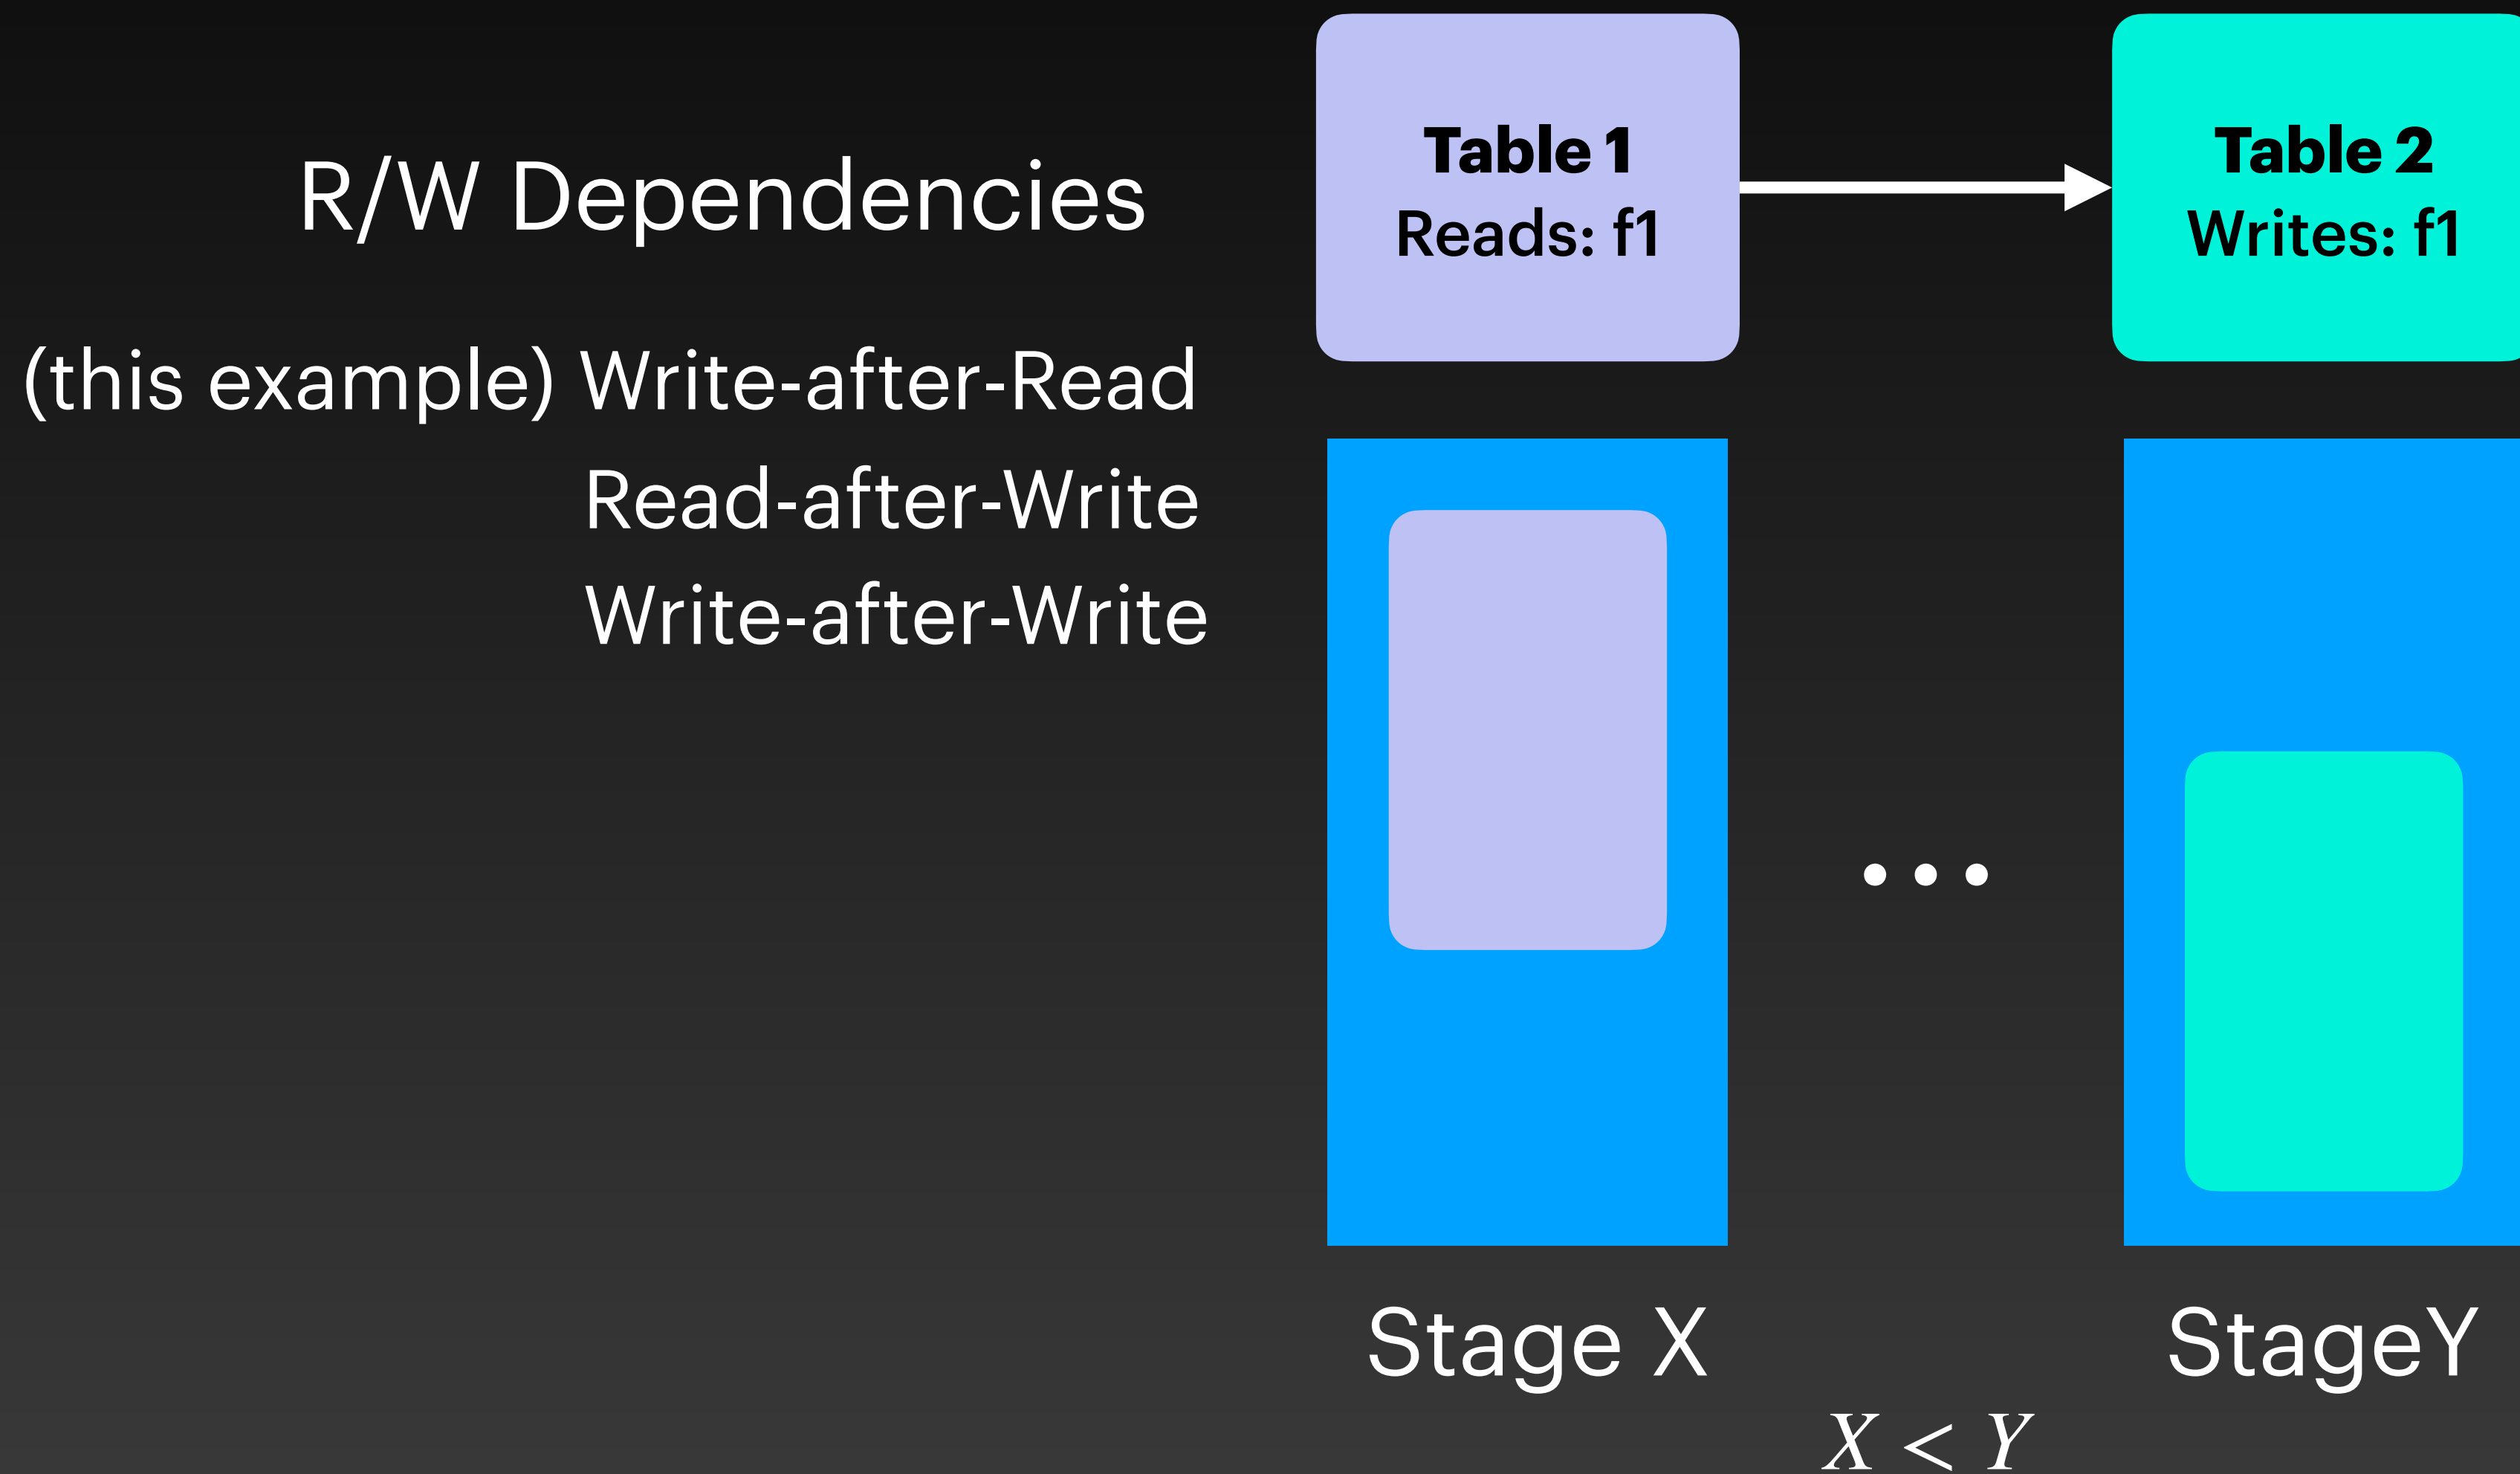 R/W Dependencies
(this example) Write-after-Read
Read-after-Write
Write-after-Write
Table 1
Reads: f1
Table 2
Writes: f1
Stage X
StageY
X < Y